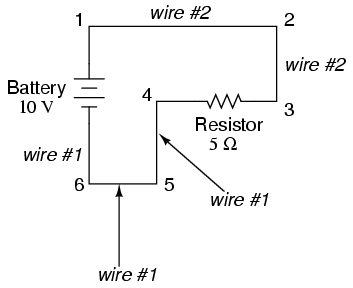 wire #2
1
2
wire #2
Battery
10 V
4
3
Resistor
5 Ω
wire #1
6
5
wire #1
wire #1